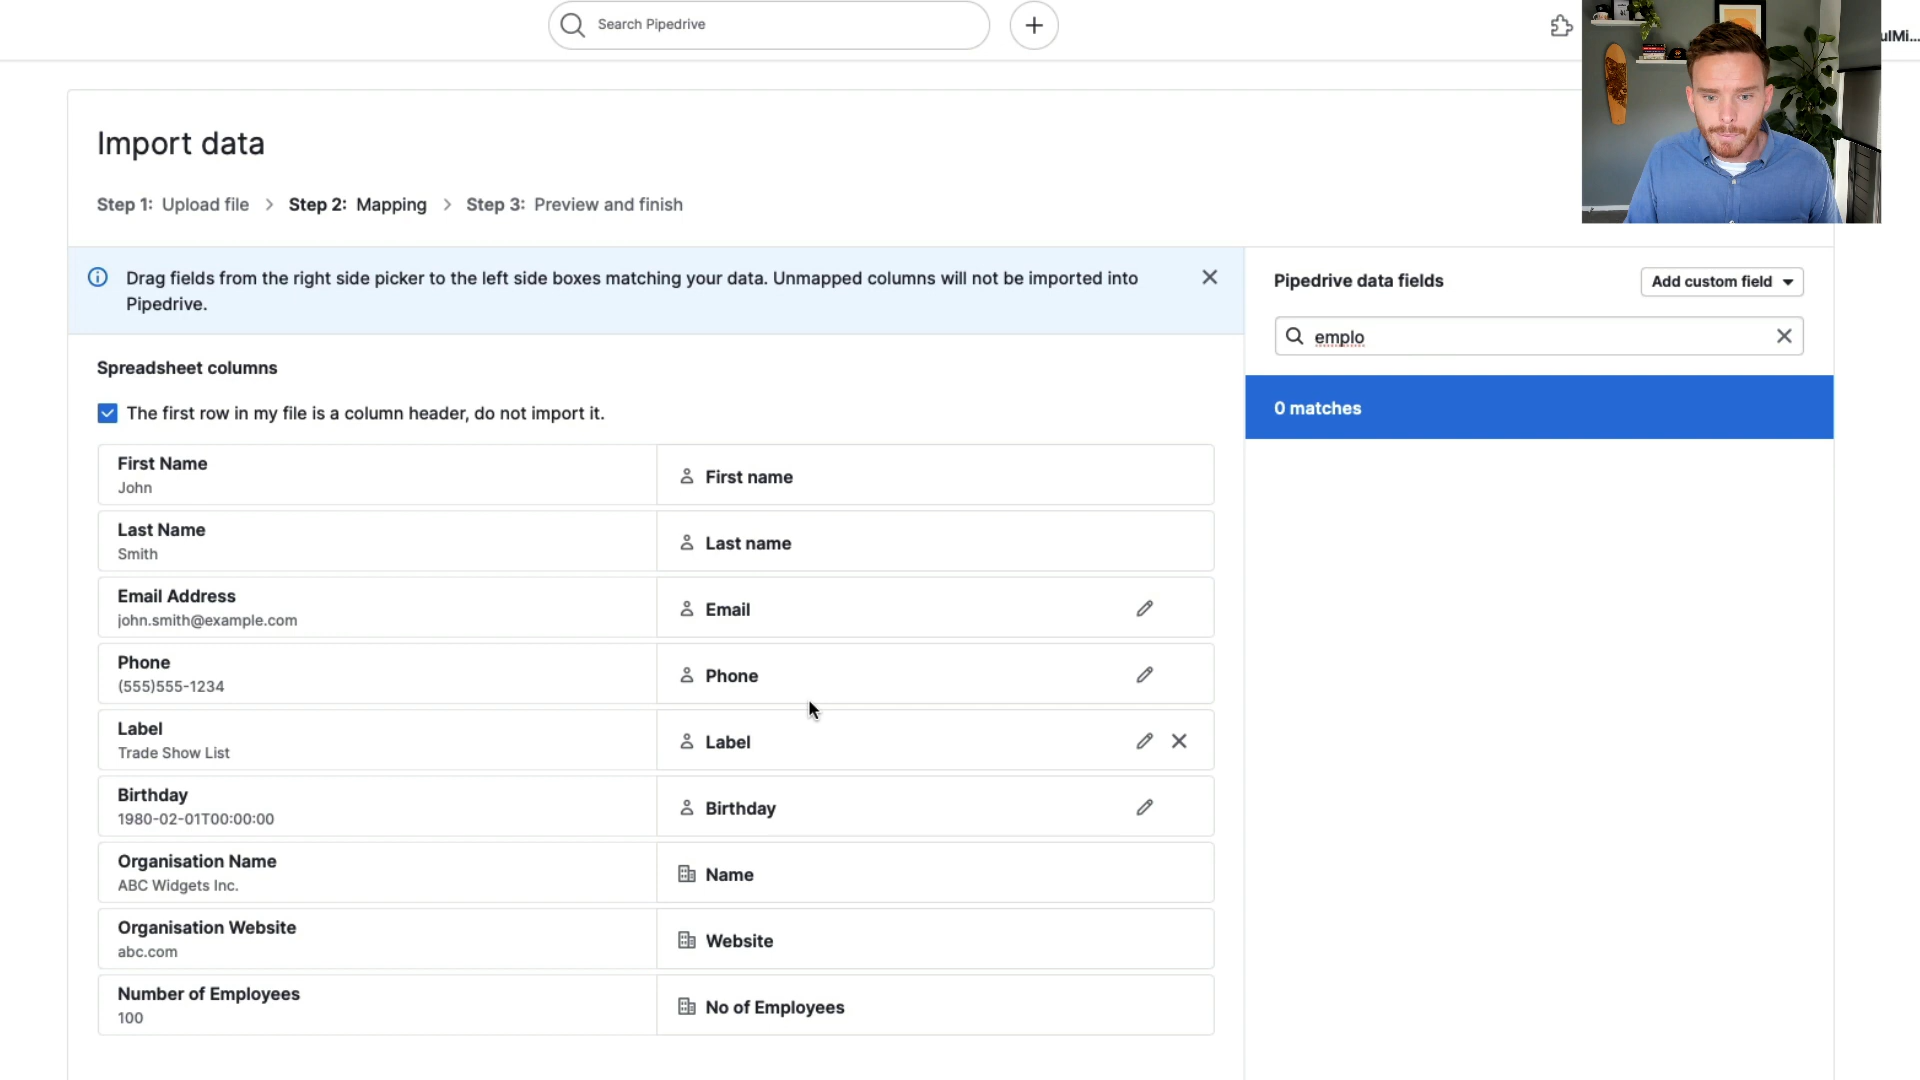 Search Pipedrive
ulMi...
Import data
Step 1: Upload file > Step 2: Mapping > Step 3: Preview and finish
Drag fields from the right side picker to the left side boxes matching your data. Unmapped columns will not be imported into
Pipedrive.
Pipedrive data fields
Add custom field
emplo
0 matches
Spreadsheet columns
The first row in my file is a column header, do not import it.
First Name
John
First name
Last Name
Smith
Last name
Email Address
john.smith@example.com
Email
Phone
(555)555-1234
Phone
Label
Trade Show List
Label
Birthday
1980-02-01T00:00:00
Birthday
Organisation Name
ABC Widgets Inc.
Name
Organisation Website
abc.com
Website
Number of Employees
100
No of Employees